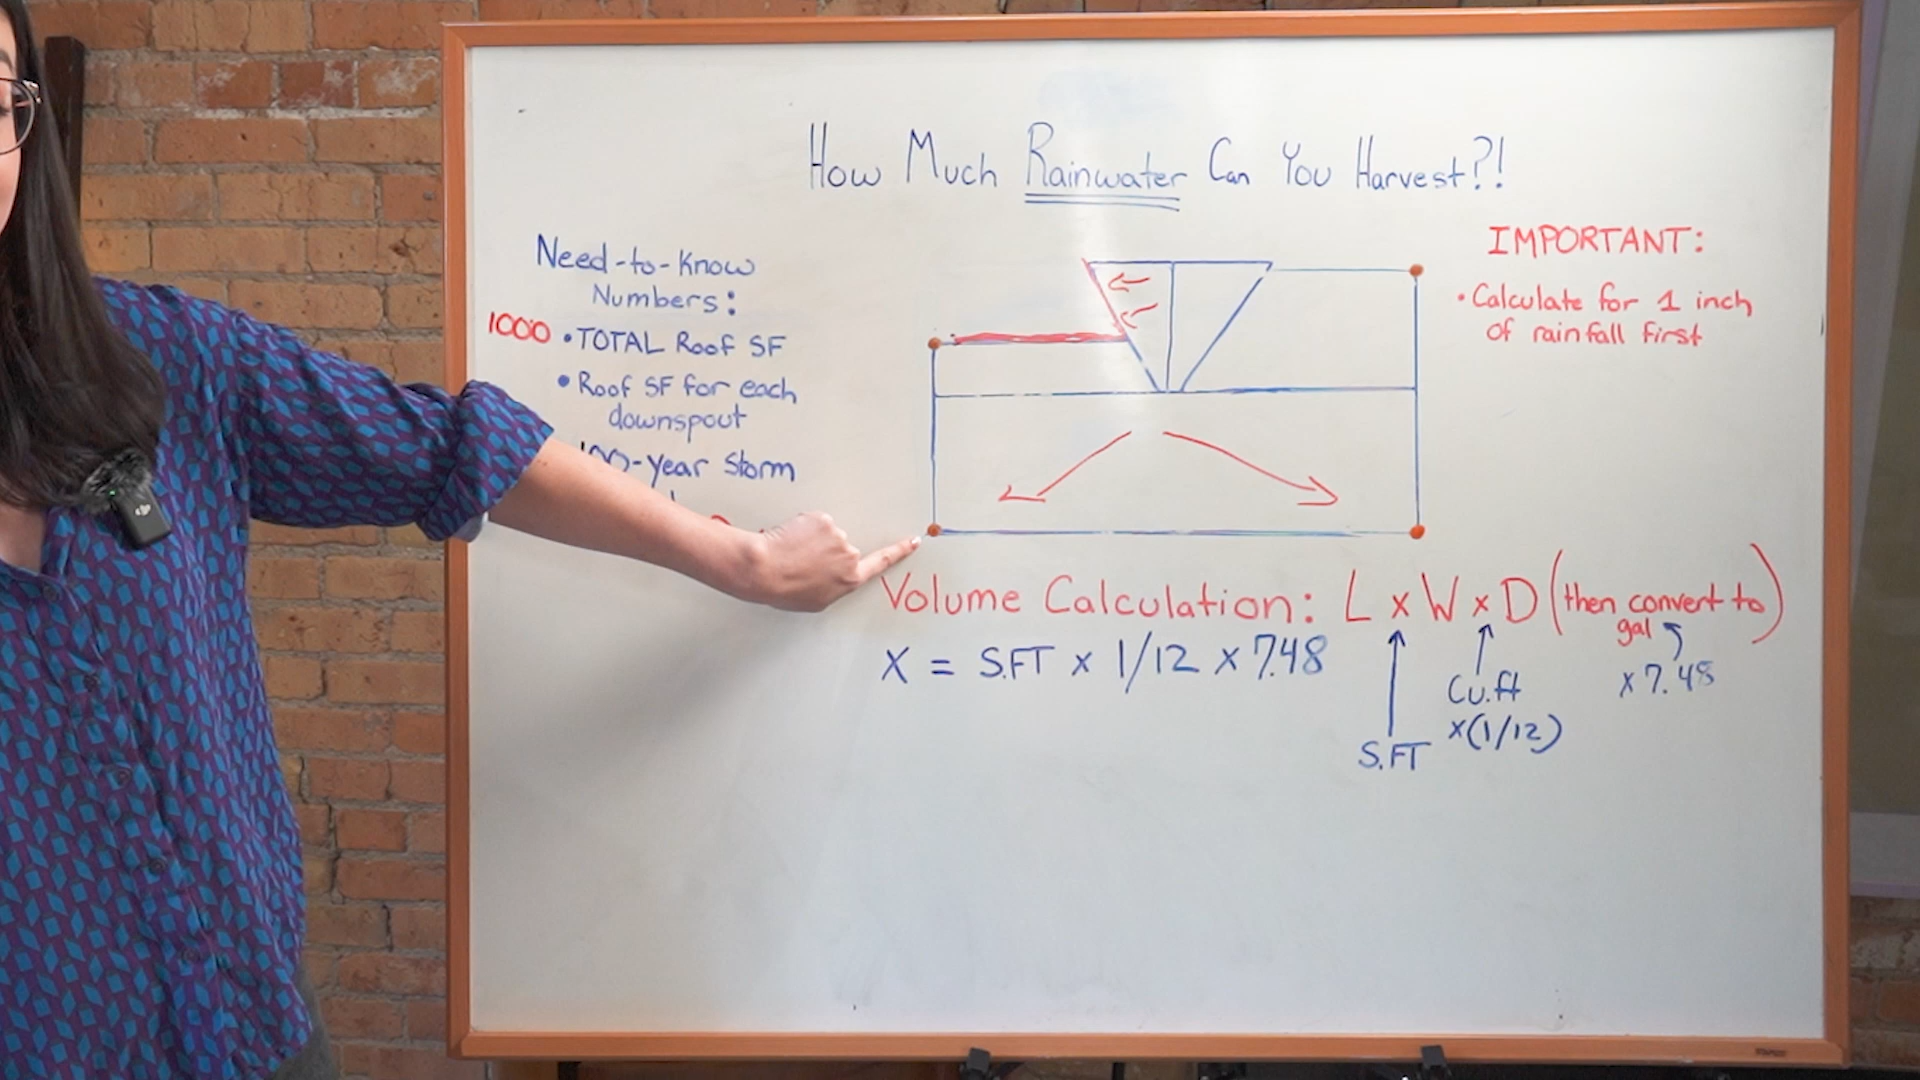 How Much Rainwater Can You Harvest?!
Need-to-Know
Numbers:
1000 • TOTAL Roof SF
• Roof SF for each
downspout
100-year Storm
IMPORTANT:
• Calculate for 1 inch
of rainfall first
Volume Calculation: L x W x D (then convert to
gal)
X = S.FT x 1/12 x 7.48
S.FT
Cu.ft
x(1/12)
x 7.48